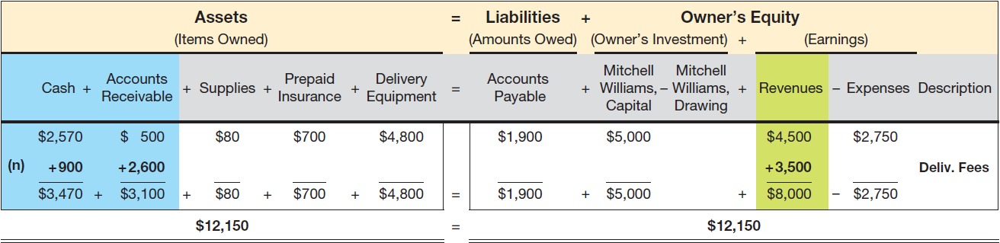 Assets = Liabilities + Owner's Equity
(Items Owned) (Amounts Owed) (Owner's Investment) + (Earnings)
Mitchell Mitchell
Accounts Prepaid Delivery Accounts
Cash + Receivable + Supplies + Insurance + Equipment = Payable + Williams, – Williams, + Revenues – Expenses Description
Capital Drawing
$2,570 $ 500 $80 $700 $4,800 $1,900 $5,000 $4,500 $2,750
(n) +900 +2,600 +3,500 Deliv. Fees
$3,470 + $3,100 + $80 + $700 + $4,800 = $1,900 + $5,000 + $8,000 – $2,750
$12,150 = $12,150